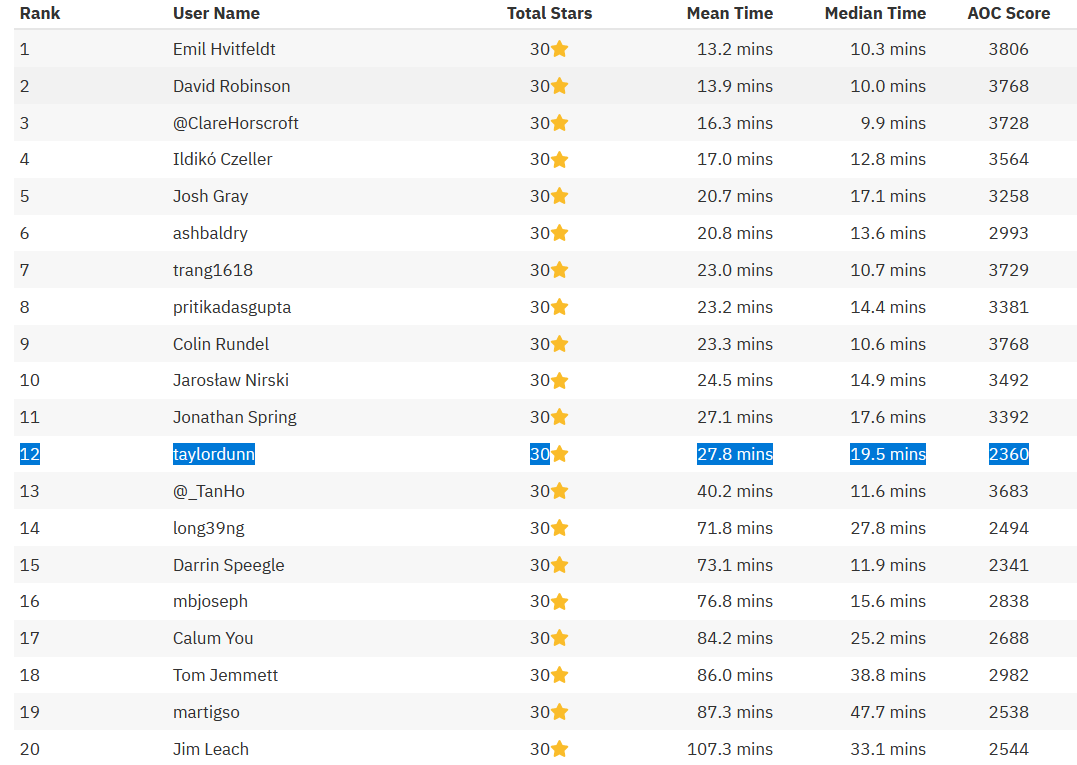 Rank User Name Total Stars Mean Time Median Time AOC Score
1 Emil Hvitfeldt 30⭐ 13.2 mins 10.3 mins 3806
2 David Robinson 30⭐ 13.9 mins 10.0 mins 3768
3 @ClareHorscroft 30⭐ 16.3 mins 9.9 mins 3728
4 Ildikó Czeller 30⭐ 17.0 mins 12.8 mins 3564
5 Josh Gray 30⭐ 20.7 mins 17.1 mins 3258
6 ashbaldry 30⭐ 20.8 mins 13.6 mins 2993
7 trang1618 30⭐ 23.0 mins 10.7 mins 3729
8 pritikadasgupta 30⭐ 23.2 mins 14.4 mins 3381
9 Colin Rundel 30⭐ 23.3 mins 10.6 mins 3768
10 Jarosław Nirski 30⭐ 24.5 mins 14.9 mins 3492
11 Jonathan Spring 30⭐ 27.1 mins 17.6 mins 3392
12 taylordunn 30⭐ 27.8 mins 19.5 mins 2360
13 @_TanHo 30⭐ 40.2 mins 11.6 mins 3683
14 long39ng 30⭐ 71.8 mins 27.8 mins 2494
15 Darrin Speegle 30⭐ 73.1 mins 11.9 mins 2341
16 mbjoseph 30⭐ 76.8 mins 15.6 mins 2838
17 Calum You 30⭐ 84.2 mins 25.2 mins 2688
18 Tom Jemmett 30⭐ 86.0 mins 38.8 mins 2982
19 martigso 30⭐ 87.3 mins 47.7 mins 2538
20 Jim Leach 30⭐ 107.3 mins 33.1 mins 2544